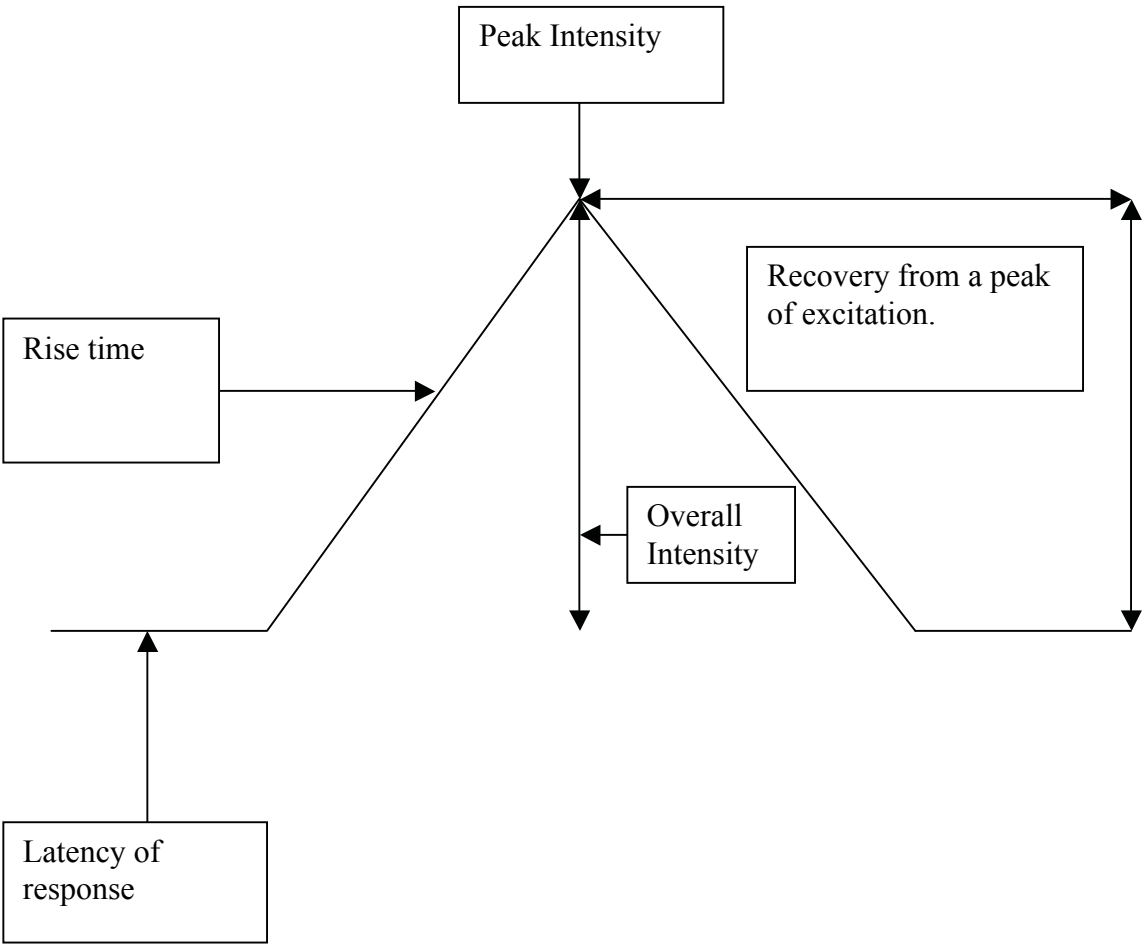 Peak Intensity
Recovery from a peak
of excitation.
Rise time
Overall
Intensity
Latency of
response